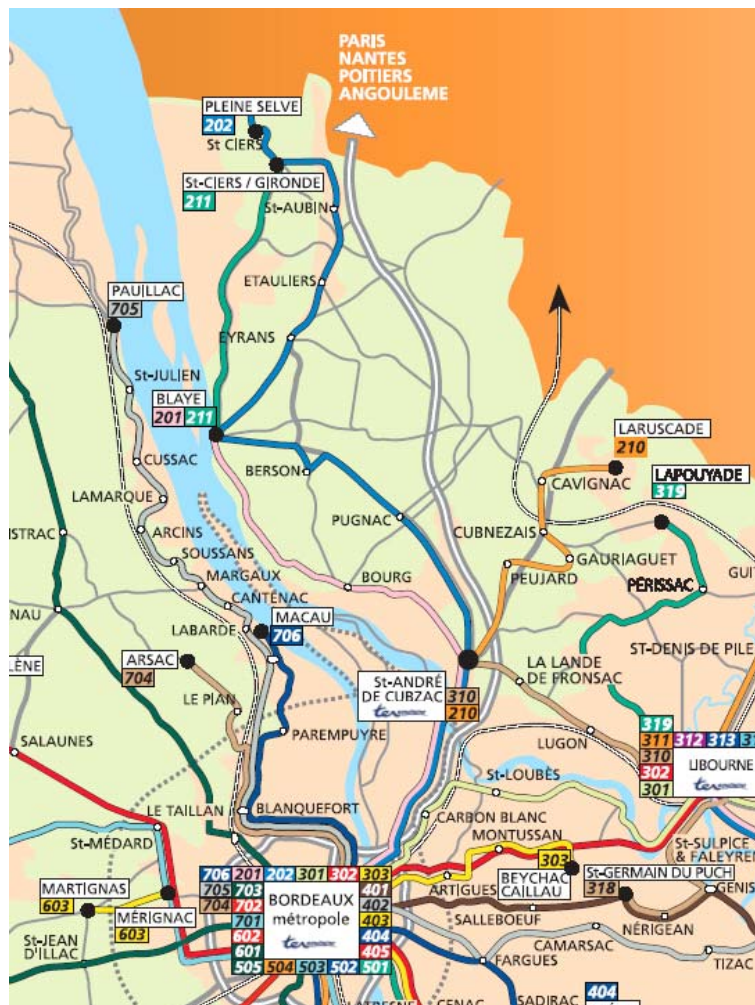 PARIS
NANTES
POITIERS
ANGOULEME
PLEINE SELVE
202
St CIERS
St-CIERS / GIRONDE
211
St-AUBIN
ETAULIERS
PAUILLAC
705
EYRANS
St-JULIEN
BLAYE
201 211
LARUSCADE
210
CUSSAC
BERSON
LAPOUYADE
319
CAVIGNAC
LAMARQUE
PUGNAC
ISTRAC
ARCINS
CUBNEZAIS
SOUSSANS
GAURIAGUET
MARGAUX
BOURG
PEUJARD
PÉRISSAC
CANTENAC
NAU
MACAU
706
LABARDE
ST-DENIS DE PILE
LÈNE
ARSAC
704
St-ANDRÉ
DE CUBZAC
310
210
LA LANDE
DE FRONSAC
LE PIAN
319
311 312 313
310
302
301
LIBOURNE
PAREMPUYRE
LUGON
SALAUNES
St-LOUBÈS
LE TAILLAN
BLANQUEFORT
CARBON BLANC
St-MÉDARD
MONTUSSAN
St-SULPICE
& FALEYREN
706 201 202 301 302 303
705 703 401
704 702 402
701 403
602 404
601 405
505 504 503 502 501
BORDEAUX
métropole
303
BEYCHAC
CAILLAU
ARTIGUES
St-GERMAIN DU PUCH
318
MARTIGNAS
603
MÉRIGNAC
603
GENIS
SALLEBOEUF
NÉRIGEAN
St-JEAN
D'ILLAC
CAMARSAC
FARGUES
TIZAC
404
SADIRAC
LATRESNE
CENAC